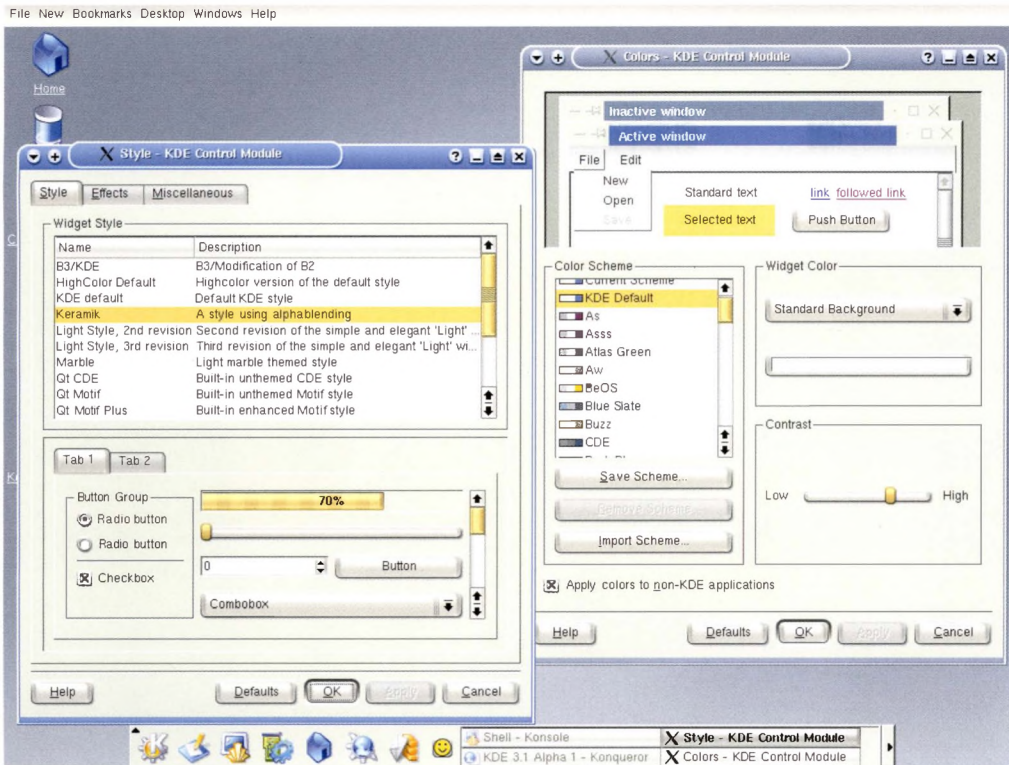 File New Bookmarks Desktop Windows Help
Home
Style - KDE Control Module
Style Effects Miscellaneous
Widget Style
Name Description
B3/KDE B3/Modification of B2
HighColor Default Highcolor version of the default style
KDE default Default KDE style
Keramik A style using alphablending
Light Style, 2nd revision Second revision of the simple and elegant 'Light' ...
Light Style, 3rd revision Third revision of the simple and elegant 'Light' wi...
Marble Light marble themed style
Qt CDE Built-in unthemed CDE style
Qt Motif Built-in unthemed Motif style
Qt Motif Plus Built-in enhanced Motif style
Tab 1 Tab 2
Button Group
Radio button
Radio button
Checkbox
70%
0
Button
Combobox
Help Defaults OK Apply Cancel
Colors - KDE Control Module
Inactive window
Active window
File Edit
New
Open
Save
Standard text link followed link
Selected text Push Button
Color Scheme
Current Scheme
KDE Default
As
Asss
Atlas Green
Aw
BeOS
Blue Slate
Buzz
CDE
Save Scheme...
Remove Scheme
Import Scheme...
Widget Color
Standard Background
Contrast
Low High
Apply colors to non-KDE applications
Help Defaults OK Apply Cancel
Shell - Konsole
KDE 3.1 Alpha 1 - Konqueror
Style - KDE Control Module
Colors - KDE Control Module